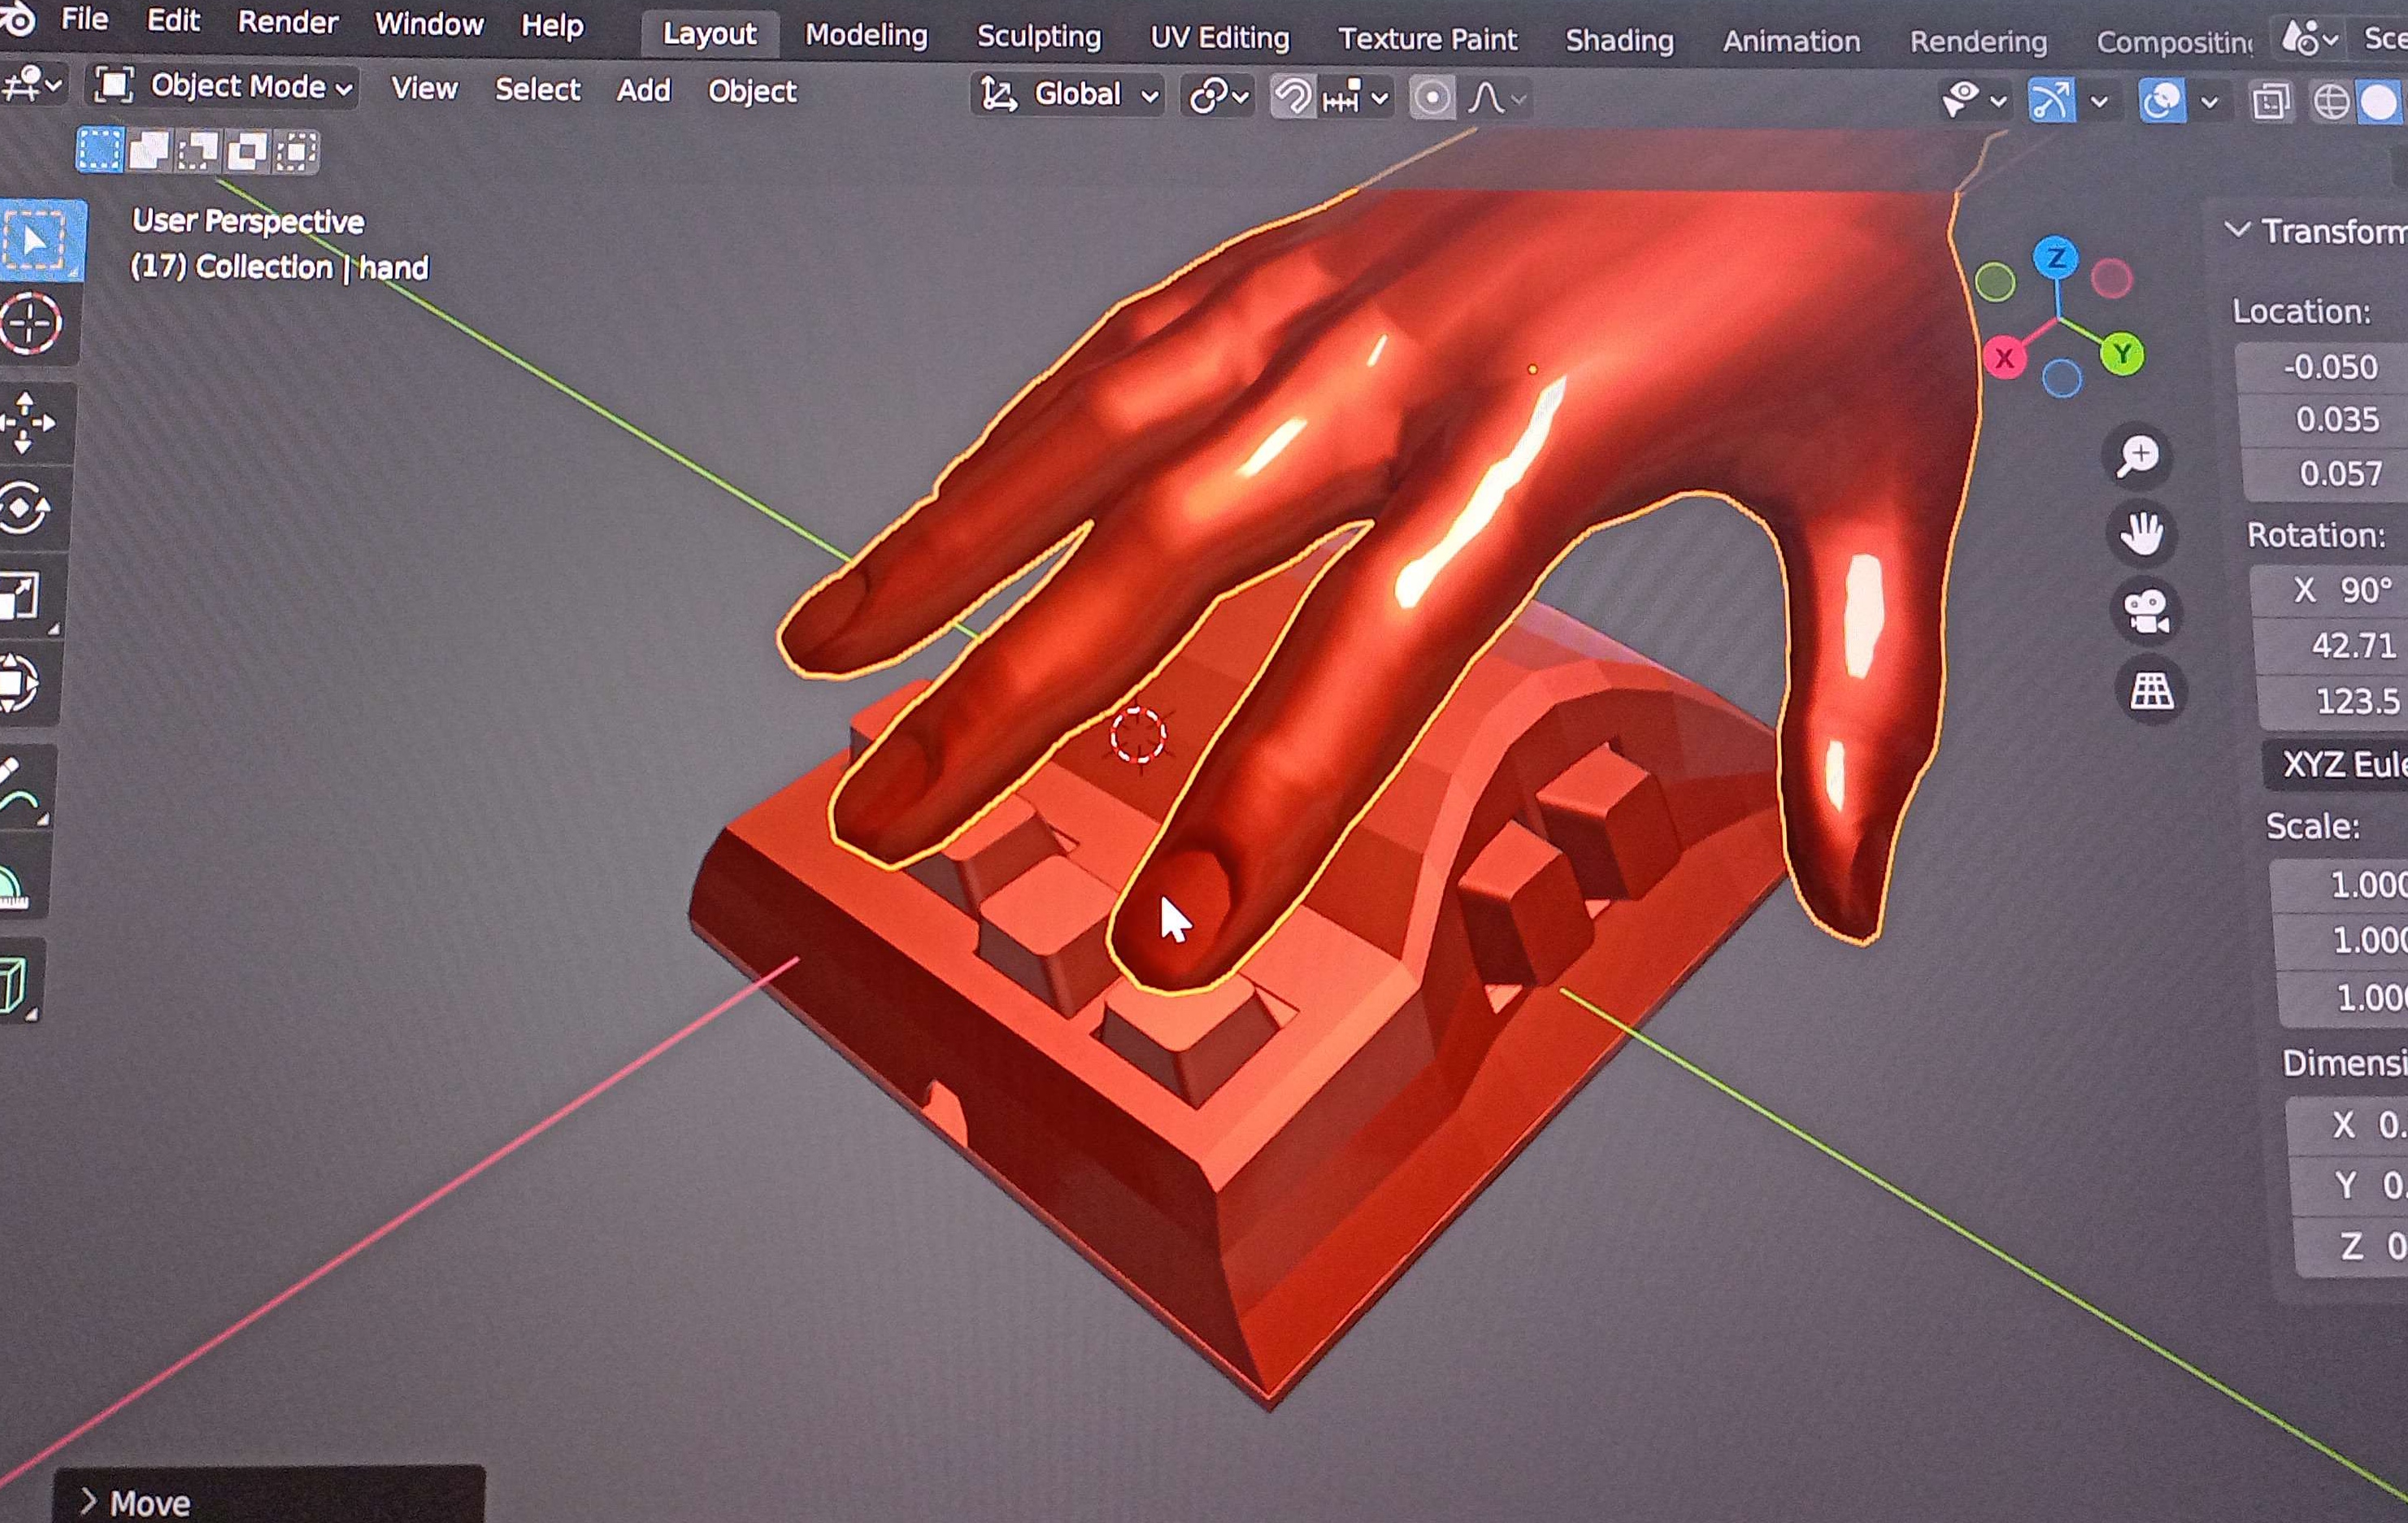 File Edit Render Window Help Layout Modeling Sculpting UV Editing Texture Paint Shading Animation Rendering Compositing Sce
Object Mode View Select Add Object Global
User Perspective
(17) Collection | hand
Z
X
Y
Transform
Location:
-0.050
0.035
0.057
Rotation:
X 90°
42.71
123.5
XYZ Eule
Scale:
1.000
1.000
1.000
Dimensi
X 0.
Y 0.
Z 0
Move